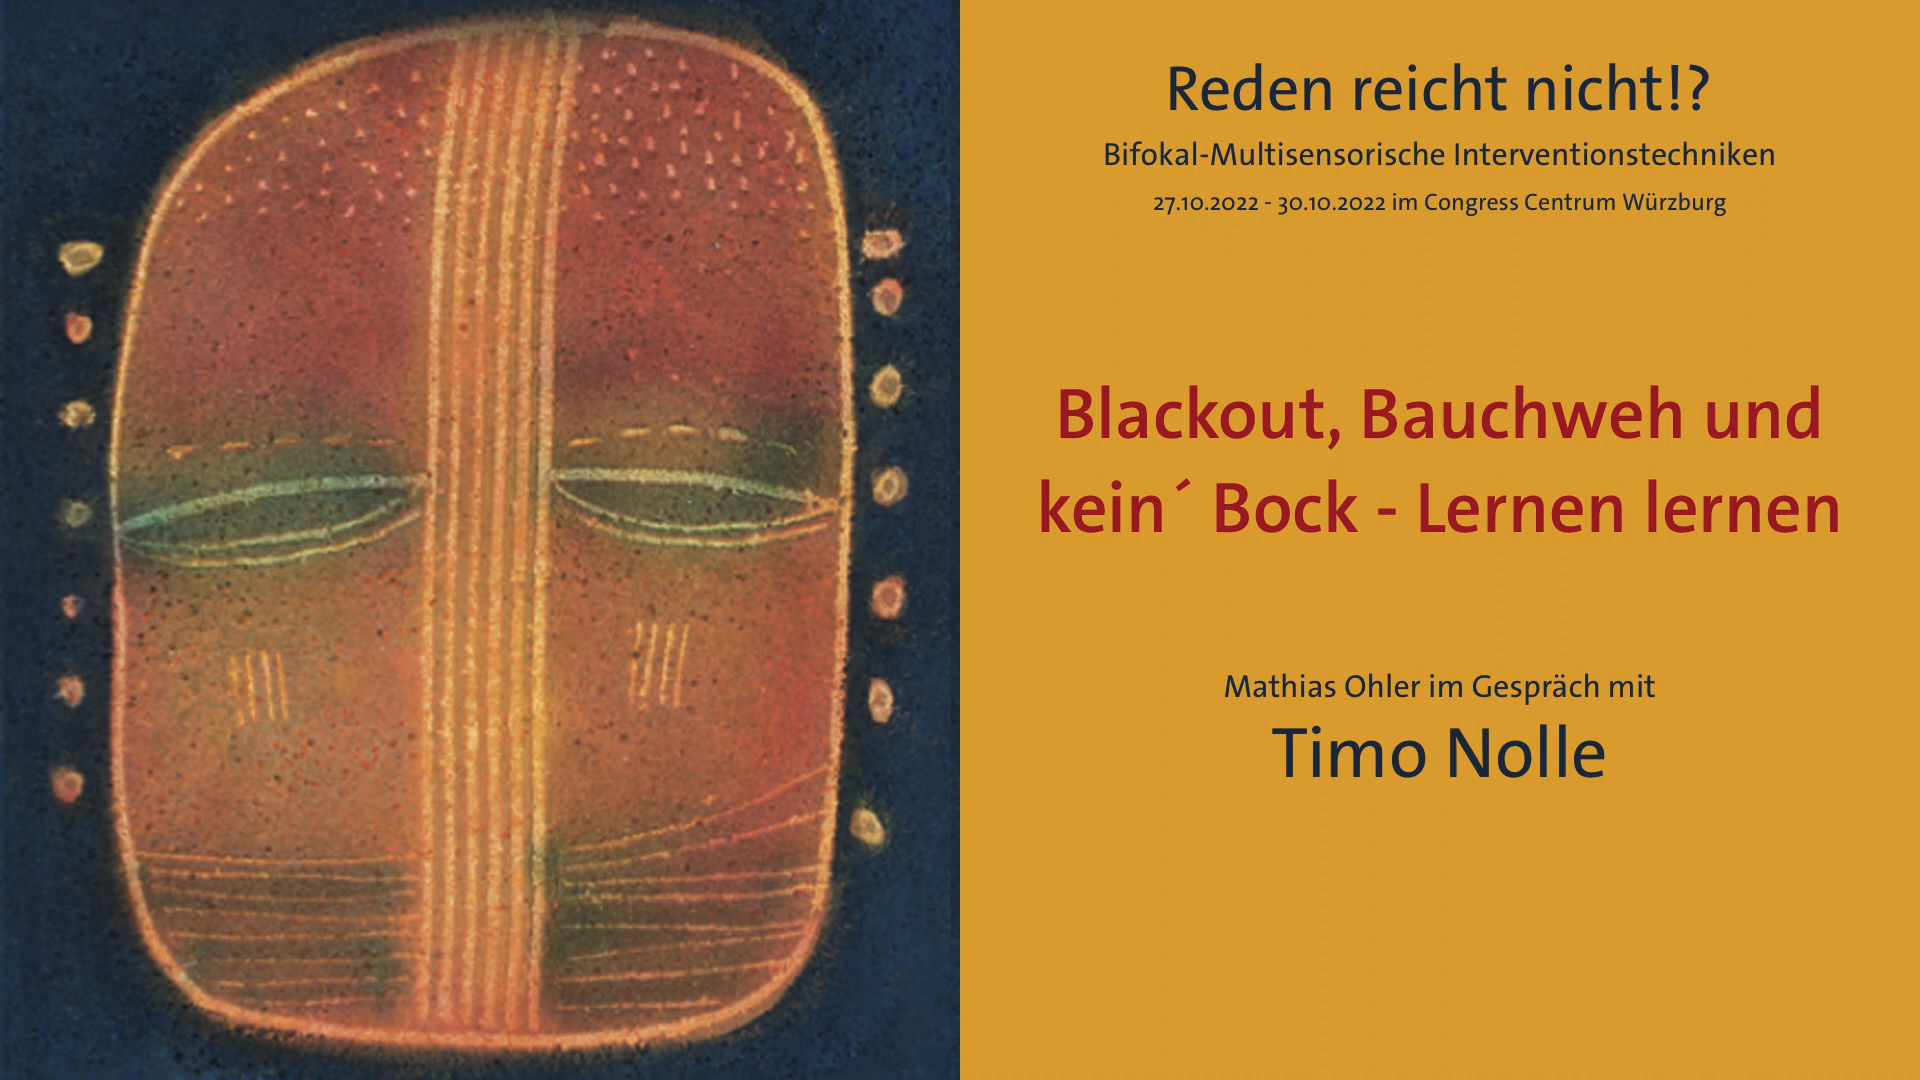 Reden reicht nicht!?
Bifokal-Multisensorische Interventionstechniken
27.10.2022 - 30.10.2022 im Congress Centrum Würzburg
Blackout, Bauchweh und
kein´ Bock - Lernen lernen
Mathias Ohler im Gespräch mit
Timo Nolle